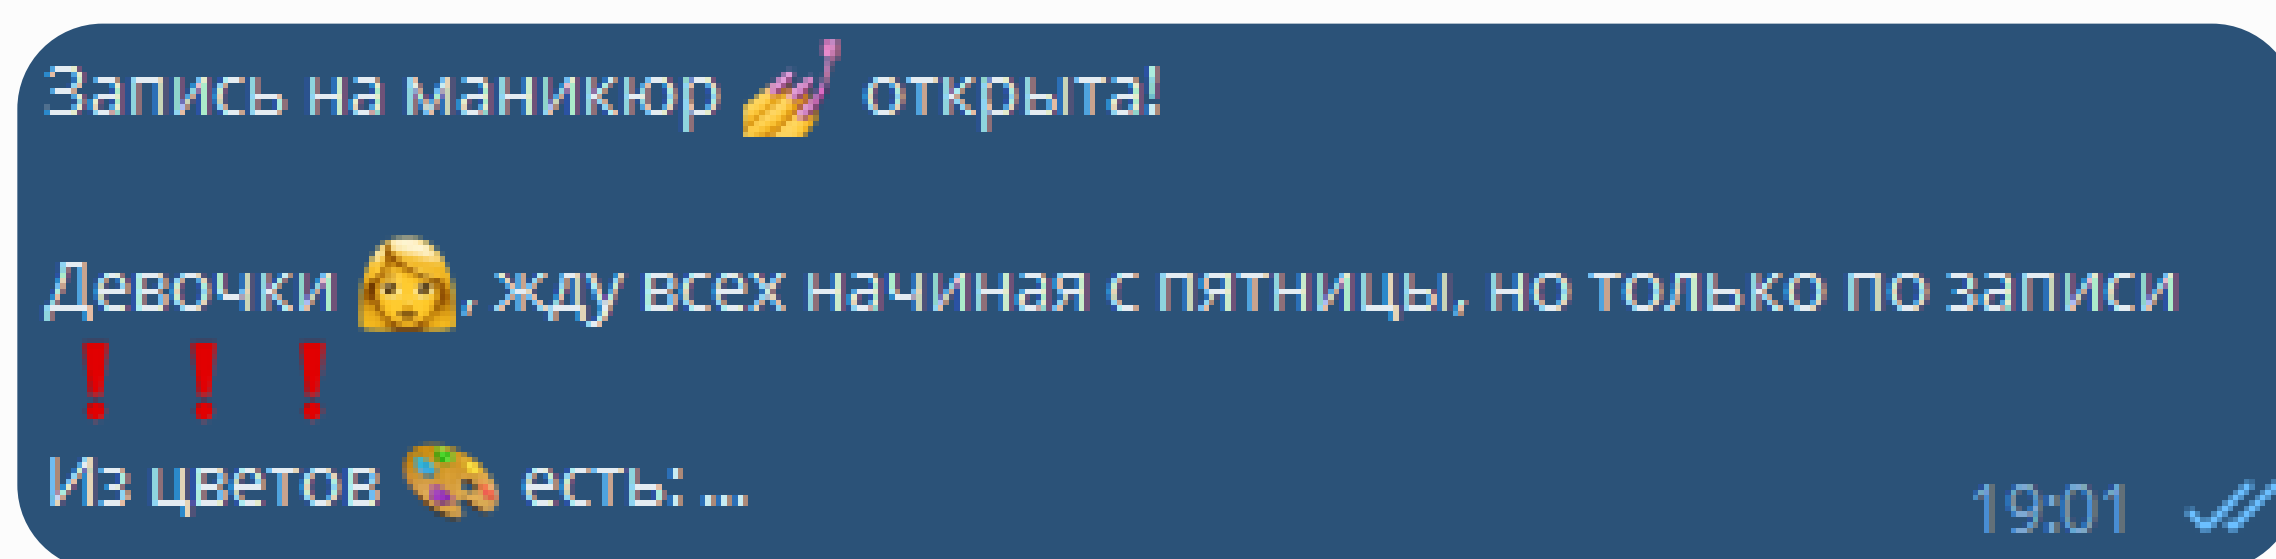 Запись на маникюр 💅 открыта!
Девочки 👩, жду всех начиная с пятницы, но только по записи
❗❗❗
Из цветов 🎨 есть: ...
19:01